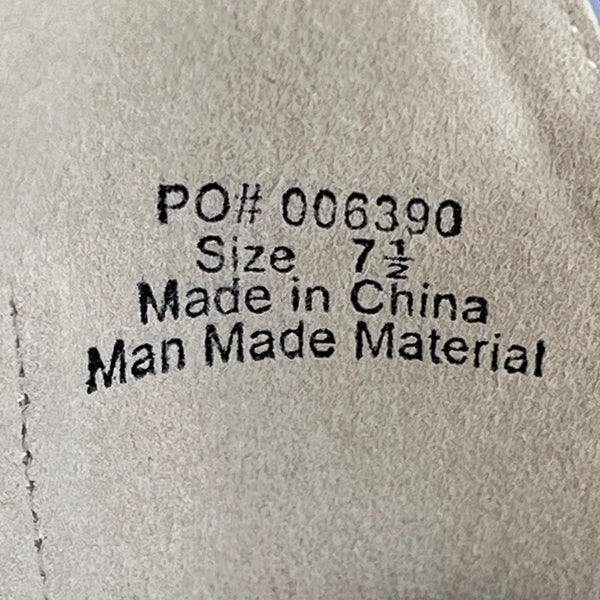 PO# 006390
Size 7½
Made in China
Man Made Material